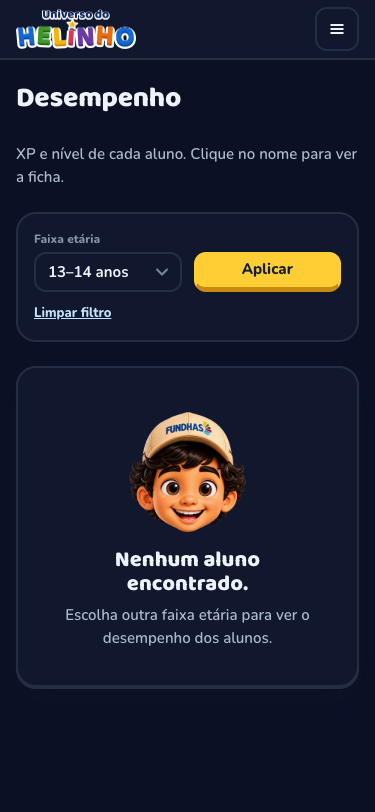 Universo do
HELINHO
Desempenho
XP e nível de cada aluno. Clique no nome para ver
a ficha.
Faixa etária
13–14 anos
Aplicar
Limpar filtro
FUNDHAS
Nenhum aluno
encontrado.
Escolha outra faixa etária para ver o
desempenho dos alunos.